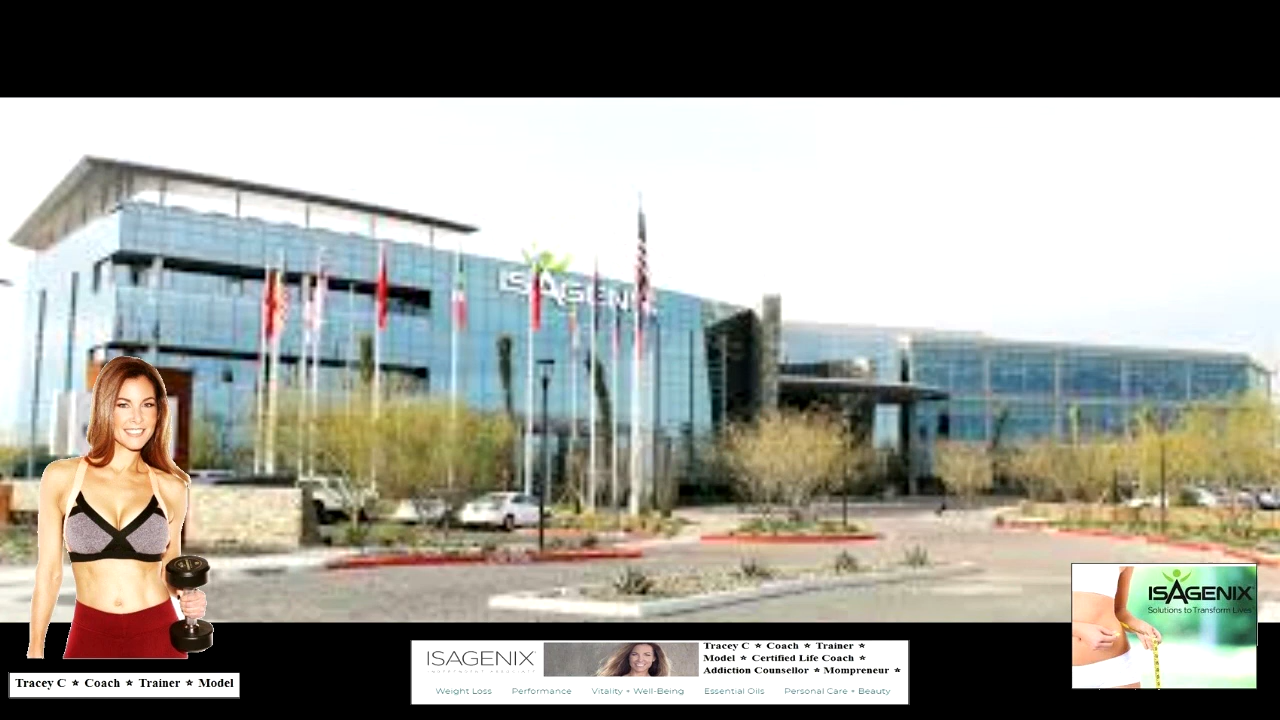 ISAGENIX
Tracey C ★ Coach ★ Trainer ★ Model
ISAGENIX
Tracey C ★ Coach ★ Trainer ★
Model ★ Certified Life Coach ★
Addiction Counsellor ★ Mompreneur ★
Weight Loss Performance Vitality + Well-Being Essential Oils Personal Care + Beauty
ISAGENIX
Solutions to Transform Lives